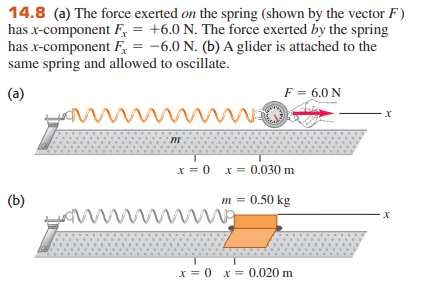 14.8 (a) The force exerted on the spring (shown by the vector F)
has x-component Fx = +6.0 N. The force exerted by the spring
has x-component Fx = −6.0 N. (b) A glider is attached to the
same spring and allowed to oscillate.
(a)
F = 6.0 N
x
m
x = 0 x = 0.030 m
(b)
m = 0.50 kg
x
x = 0 x = 0.020 m